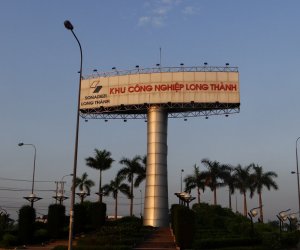 SONADEZI
LONG THÀNH
KHU CÔNG NGHIỆP LONG THÀNH